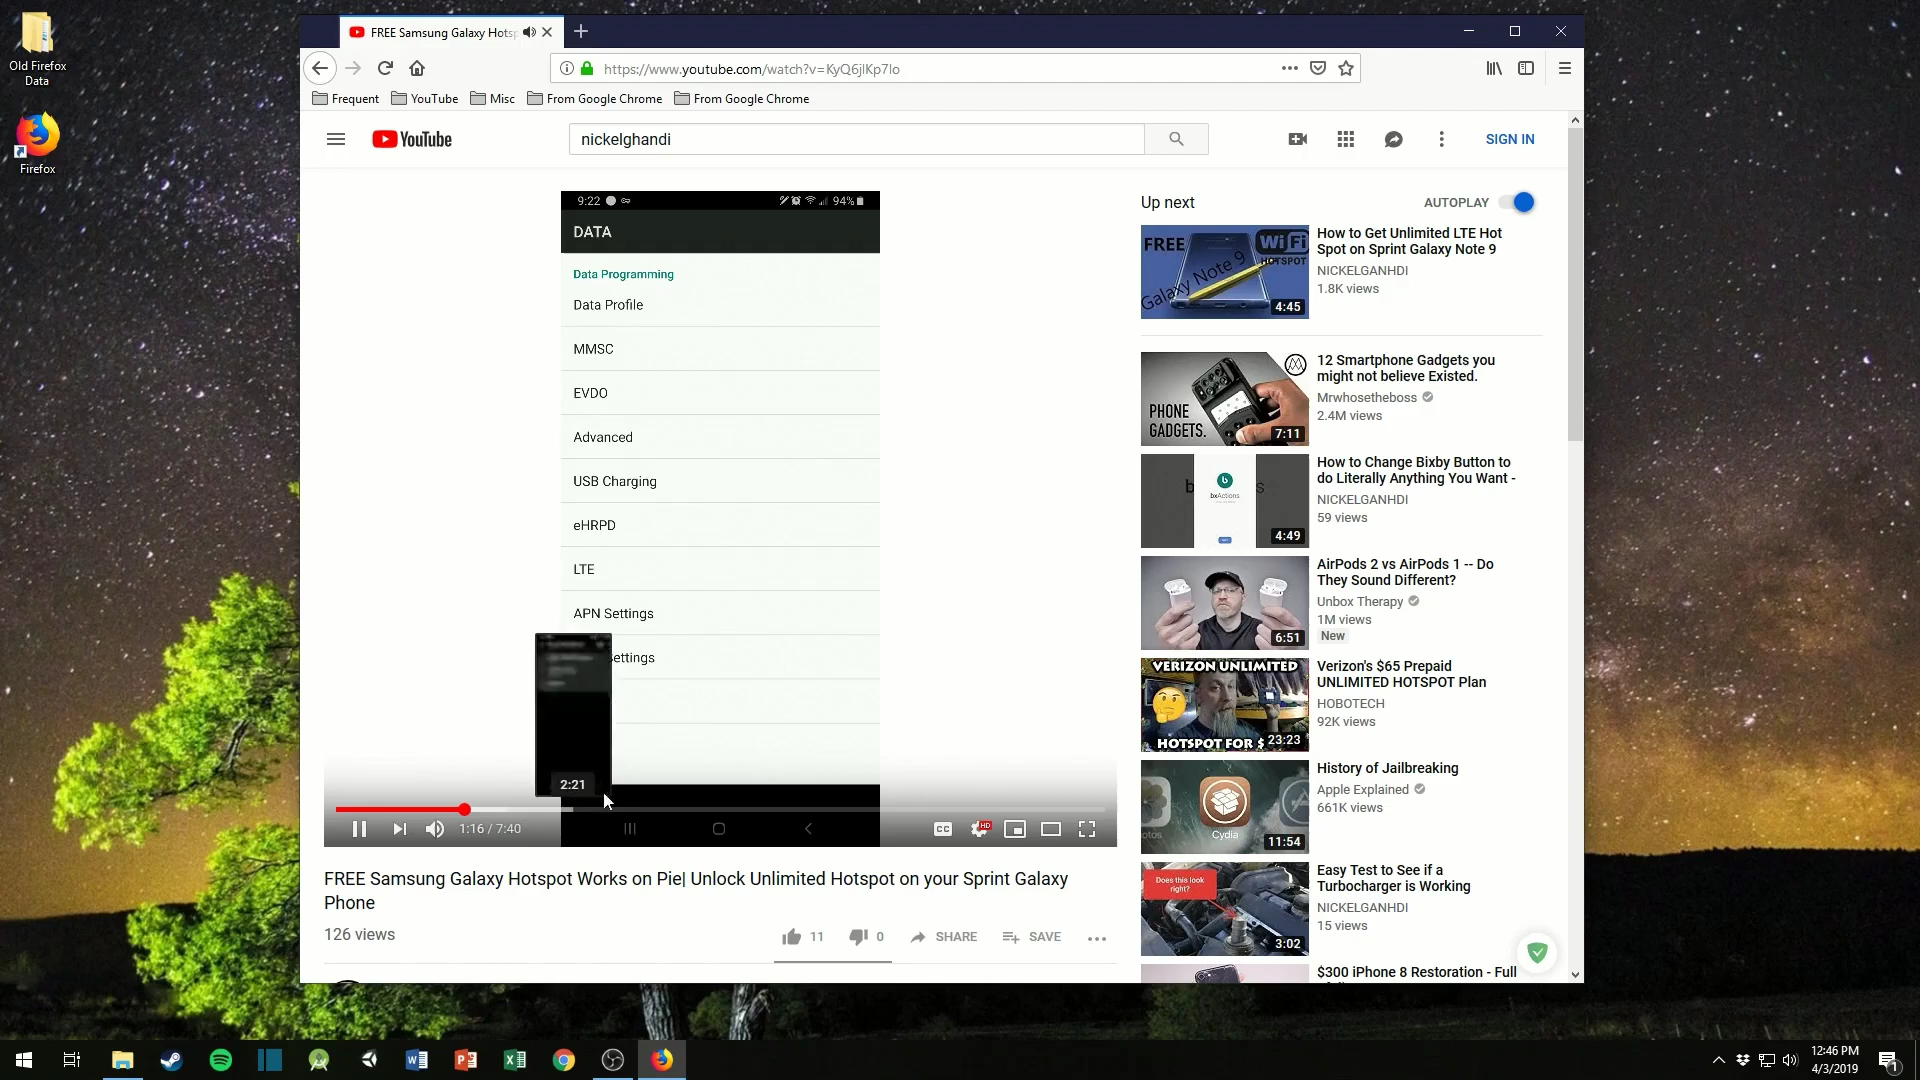 Old Firefox
Data
Firefox
FREE Samsung Galaxy Hots
https://www.youtube.com/watch?v=KyQ6jlKp7Io
Frequent
YouTube
Misc
From Google Chrome
From Google Chrome
YouTube
nickelghandi
SIGN IN
9:22
94%
DATA
Data Programming
Data Profile
MMSC
EVDO
Advanced
USB Charging
eHRPD
LTE
APN Settings
ettings
2:21
1:16 / 7:40
CC
HD
FREE Samsung Galaxy Hotspot Works on Pie| Unlock Unlimited Hotspot on your Sprint Galaxy
Phone
126 views
11
0
SHARE
SAVE
Up next
AUTOPLAY
FREE
WiFi
HOTSPOT
Galaxy Note 9
4:45
How to Get Unlimited LTE Hot
Spot on Sprint Galaxy Note 9
NICKELGANHDI
1.8K views
PHONE
GADGETS.
7:11
12 Smartphone Gadgets you
might not believe Existed.
Mrwhosetheboss
2.4M views
bxActions
4:49
How to Change Bixby Button to
do Literally Anything You Want -
NICKELGANHDI
59 views
6:51
AirPods 2 vs AirPods 1 -- Do
They Sound Different?
Unbox Therapy
1M views
New
VERIZON UNLIMITED
HOTSPOT FOR $
23:23
Verizon's $65 Prepaid
UNLIMITED HOTSPOT Plan
HOBOTECH
92K views
Cydia
11:54
History of Jailbreaking
Apple Explained
661K views
Does this look
right?
3:02
Easy Test to See if a
Turbocharger is Working
NICKELGANHDI
15 views
$300 iPhone 8 Restoration - Full
12:46 PM
4/3/2019
1